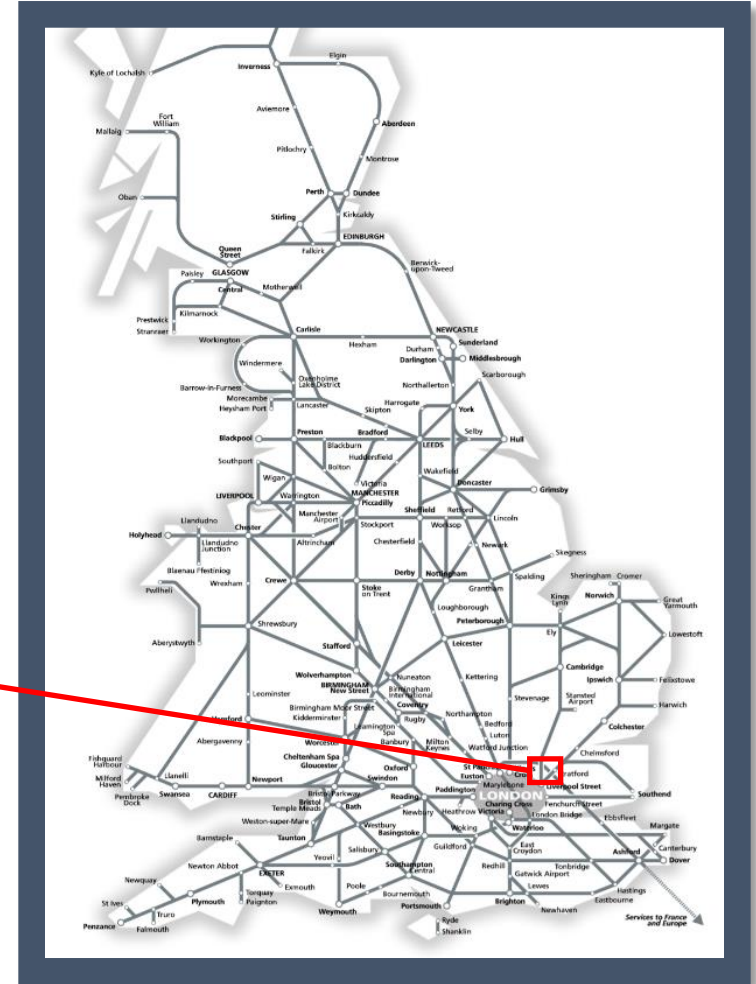 Elgin
Inverness
Kyle of Lochalsh
Aviemore
Fort
William
Aberdeen
Mallaig
Pitlochry
Montrose
Perth
Dundee
Oban
Stirling
Kirkcaldy
EDINBURGH
Queen
Street
Falkirk
Berwick-
upon-Tweed
Paisley
GLASGOW
Central
Motherwell
Prestwick
Kilmarnock
Stranraer
Carlisle
NEWCASTLE
Workington
Hexham
Sunderland
Durham
Darlington
Middlesbrough
Windermere
Scarborough
Oxenholme
Lake District
Barrow-in-Furness
Northallerton
Morecambe
Lancaster
Harrogate
Heysham Port
Skipton
York
Blackpool
Preston
Bradford
Selby
Blackburn
LEEDS
Hull
Southport
Huddersfield
Bolton
Wakefield
Wigan
Victoria
Doncaster
LIVERPOOL
Warrington
MANCHESTER
Piccadilly
Grimsby
Manchester
Airport
Sheffield
Retford
Llandudno
Stockport
Worksop
Lincoln
Holyhead
Chester
Llandudno
Junction
Altrincham
Chesterfield
Newark
Skegness
Blaenau Ffestiniog
Derby
Nottingham
Spalding
Sheringham
Cromer
Pwllheli
Wrexham
Crewe
Stoke
on Trent
Grantham
Kings
Lynn
Norwich
Great
Yarmouth
Loughborough
Shrewsbury
Peterborough
Ely
Lowestoft
Aberystwyth
Stafford
Leicester
Cambridge
Wolverhampton
Nuneaton
Kettering
Ipswich
Felixstowe
BIRMINGHAM
New Street
Birmingham
International
Leominster
Birmingham Moor Street
Coventry
Stevenage
Stansted
Airport
Harwich
Kidderminster
Rugby
Northampton
Leamington
Spa
Bedford
Colchester
Abergavenny
Worcester
Banbury
Milton
Keynes
Luton
Watford Junction
Chelmsford
Fishguard
Harbour
Cheltenham Spa
Gloucester
Oxford
Euston
Milford
Haven
Llanelli
Newport
Swindon
Paddington
Marylebone
Liverpool Street
Pembroke
Dock
Swansea
CARDIFF
Bristol Parkway
Reading
LONDON
Southend
Bristol
Temple Meads
Bath
Newbury
Heathrow
Victoria
Charing Cross
Fenchurch Street
London Bridge
Ebbsfleet
Weston-super-Mare
Westbury
Basingstoke
Woking
Waterloo
Margate
Barnstaple
Taunton
Salisbury
Guildford
East
Croydon
Canterbury
Newton Abbot
Yeovil
Southampton
Central
Redhill
Tonbridge
Ashford
Dover
Gatwick Airport
Newquay
EXETER
Exmouth
Poole
Bournemouth
Lewes
Hastings
St Ives
Plymouth
Torquay
Paignton
Eastbourne
Truro
Weymouth
Portsmouth
Brighton
Newhaven
Penzance
Falmouth
Ryde
Shanklin
Services to France
and Europe